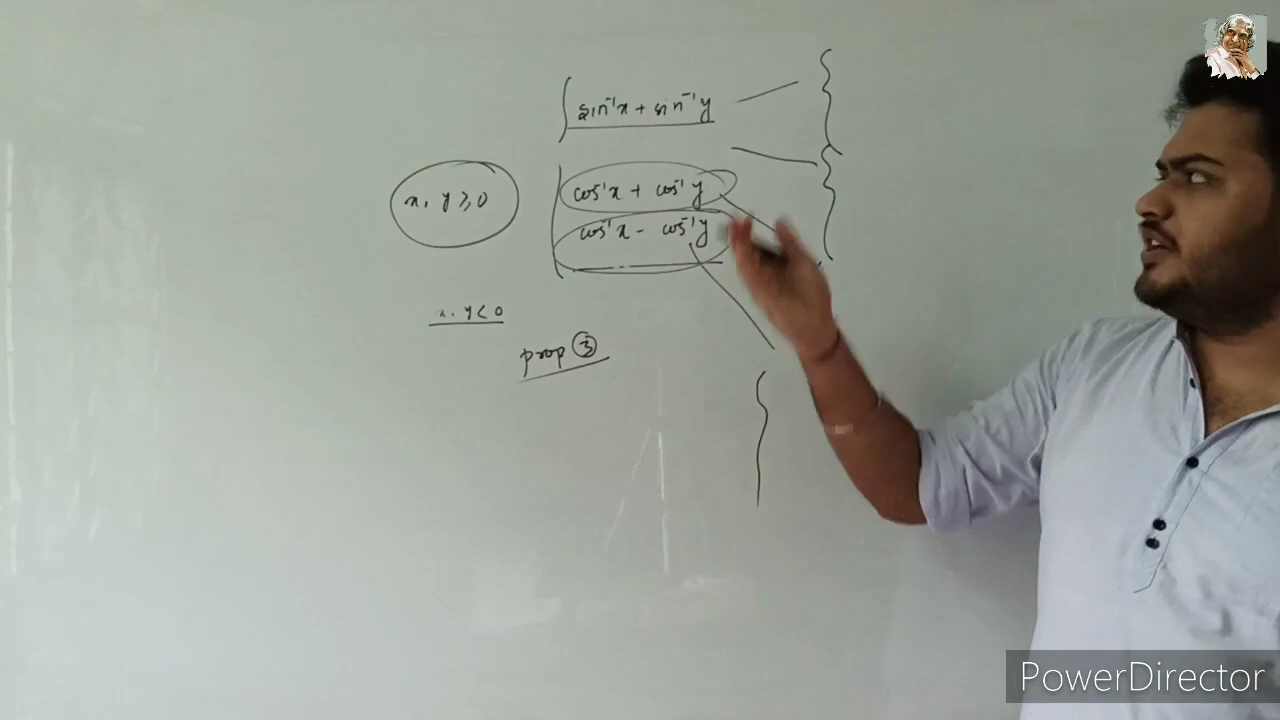 sin⁻¹x + sin⁻¹y
cos⁻¹x + cos⁻¹y
x, y ≥ 0
cos⁻¹x - cos⁻¹y
x, y < 0
prop ③
PowerDirector